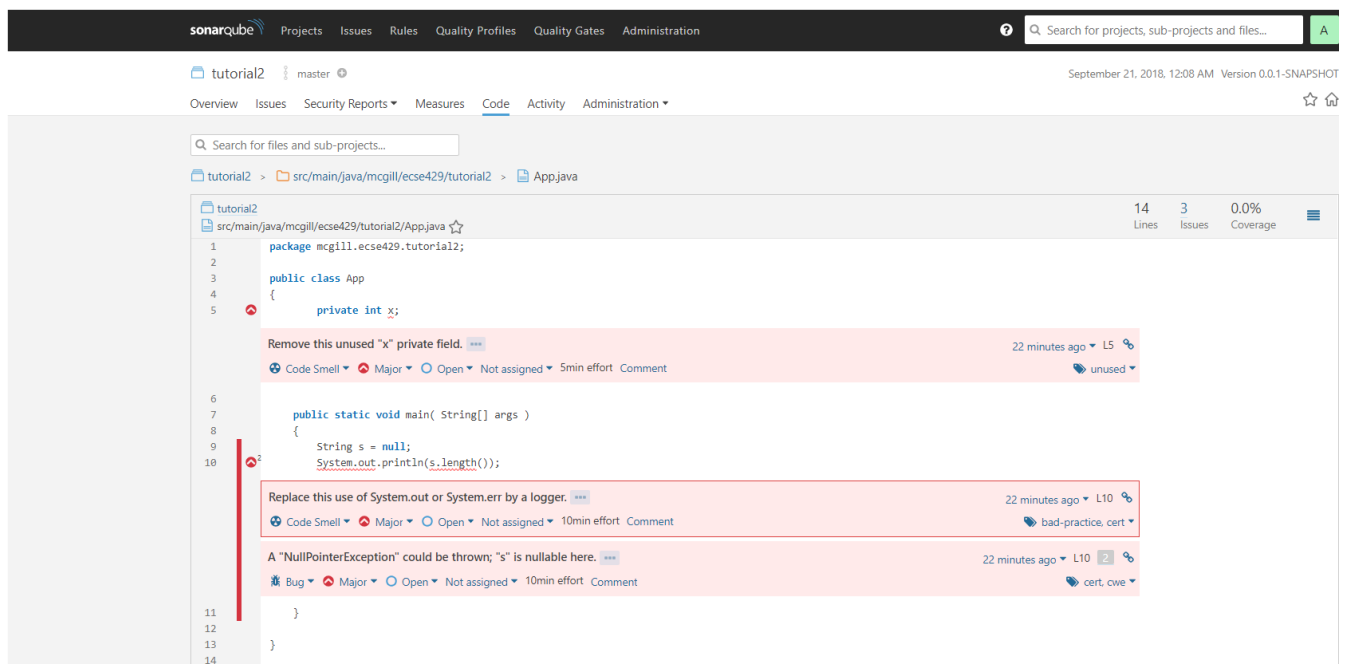 sonarqube Projects Issues Rules Quality Profiles Quality Gates Administration ? Search for projects, sub-projects and files... A
tutorial2 master September 21, 2018, 12:08 AM Version 0.0.1-SNAPSHOT
Overview Issues Security Reports Measures Code Activity Administration
Search for files and sub-projects...
tutorial2 > src/main/java/mcgill/ecse429/tutorial2 > App.java
tutorial2
src/main/java/mcgill/ecse429/tutorial2/App.java
14 3 0.0%
Lines Issues Coverage
1 package mcgill.ecse429.tutorial2;
2
3 public class App
4 {
5 private int x;
Remove this unused "x" private field. ... 22 minutes ago L5
Code Smell Major Open Not assigned 5min effort Comment unused
6
7 public static void main( String[] args )
8 {
9 String s = null;
10 2 System.out.println(s.length());
Replace this use of System.out or System.err by a logger. ... 22 minutes ago L10
Code Smell Major Open Not assigned 10min effort Comment bad-practice, cert
A "NullPointerException" could be thrown; "s" is nullable here. ... 22 minutes ago L10 2
Bug Major Open Not assigned 10min effort Comment cert, cwe
11 }
12
13 }
14